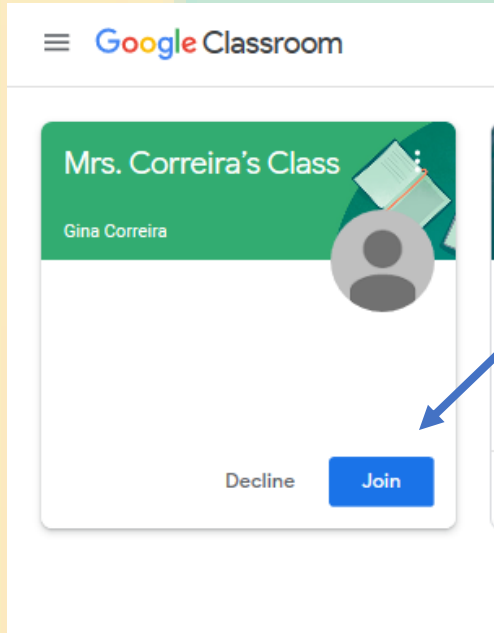 Google Classroom
Mrs. Correira's Class
Gina Correira
Decline Join